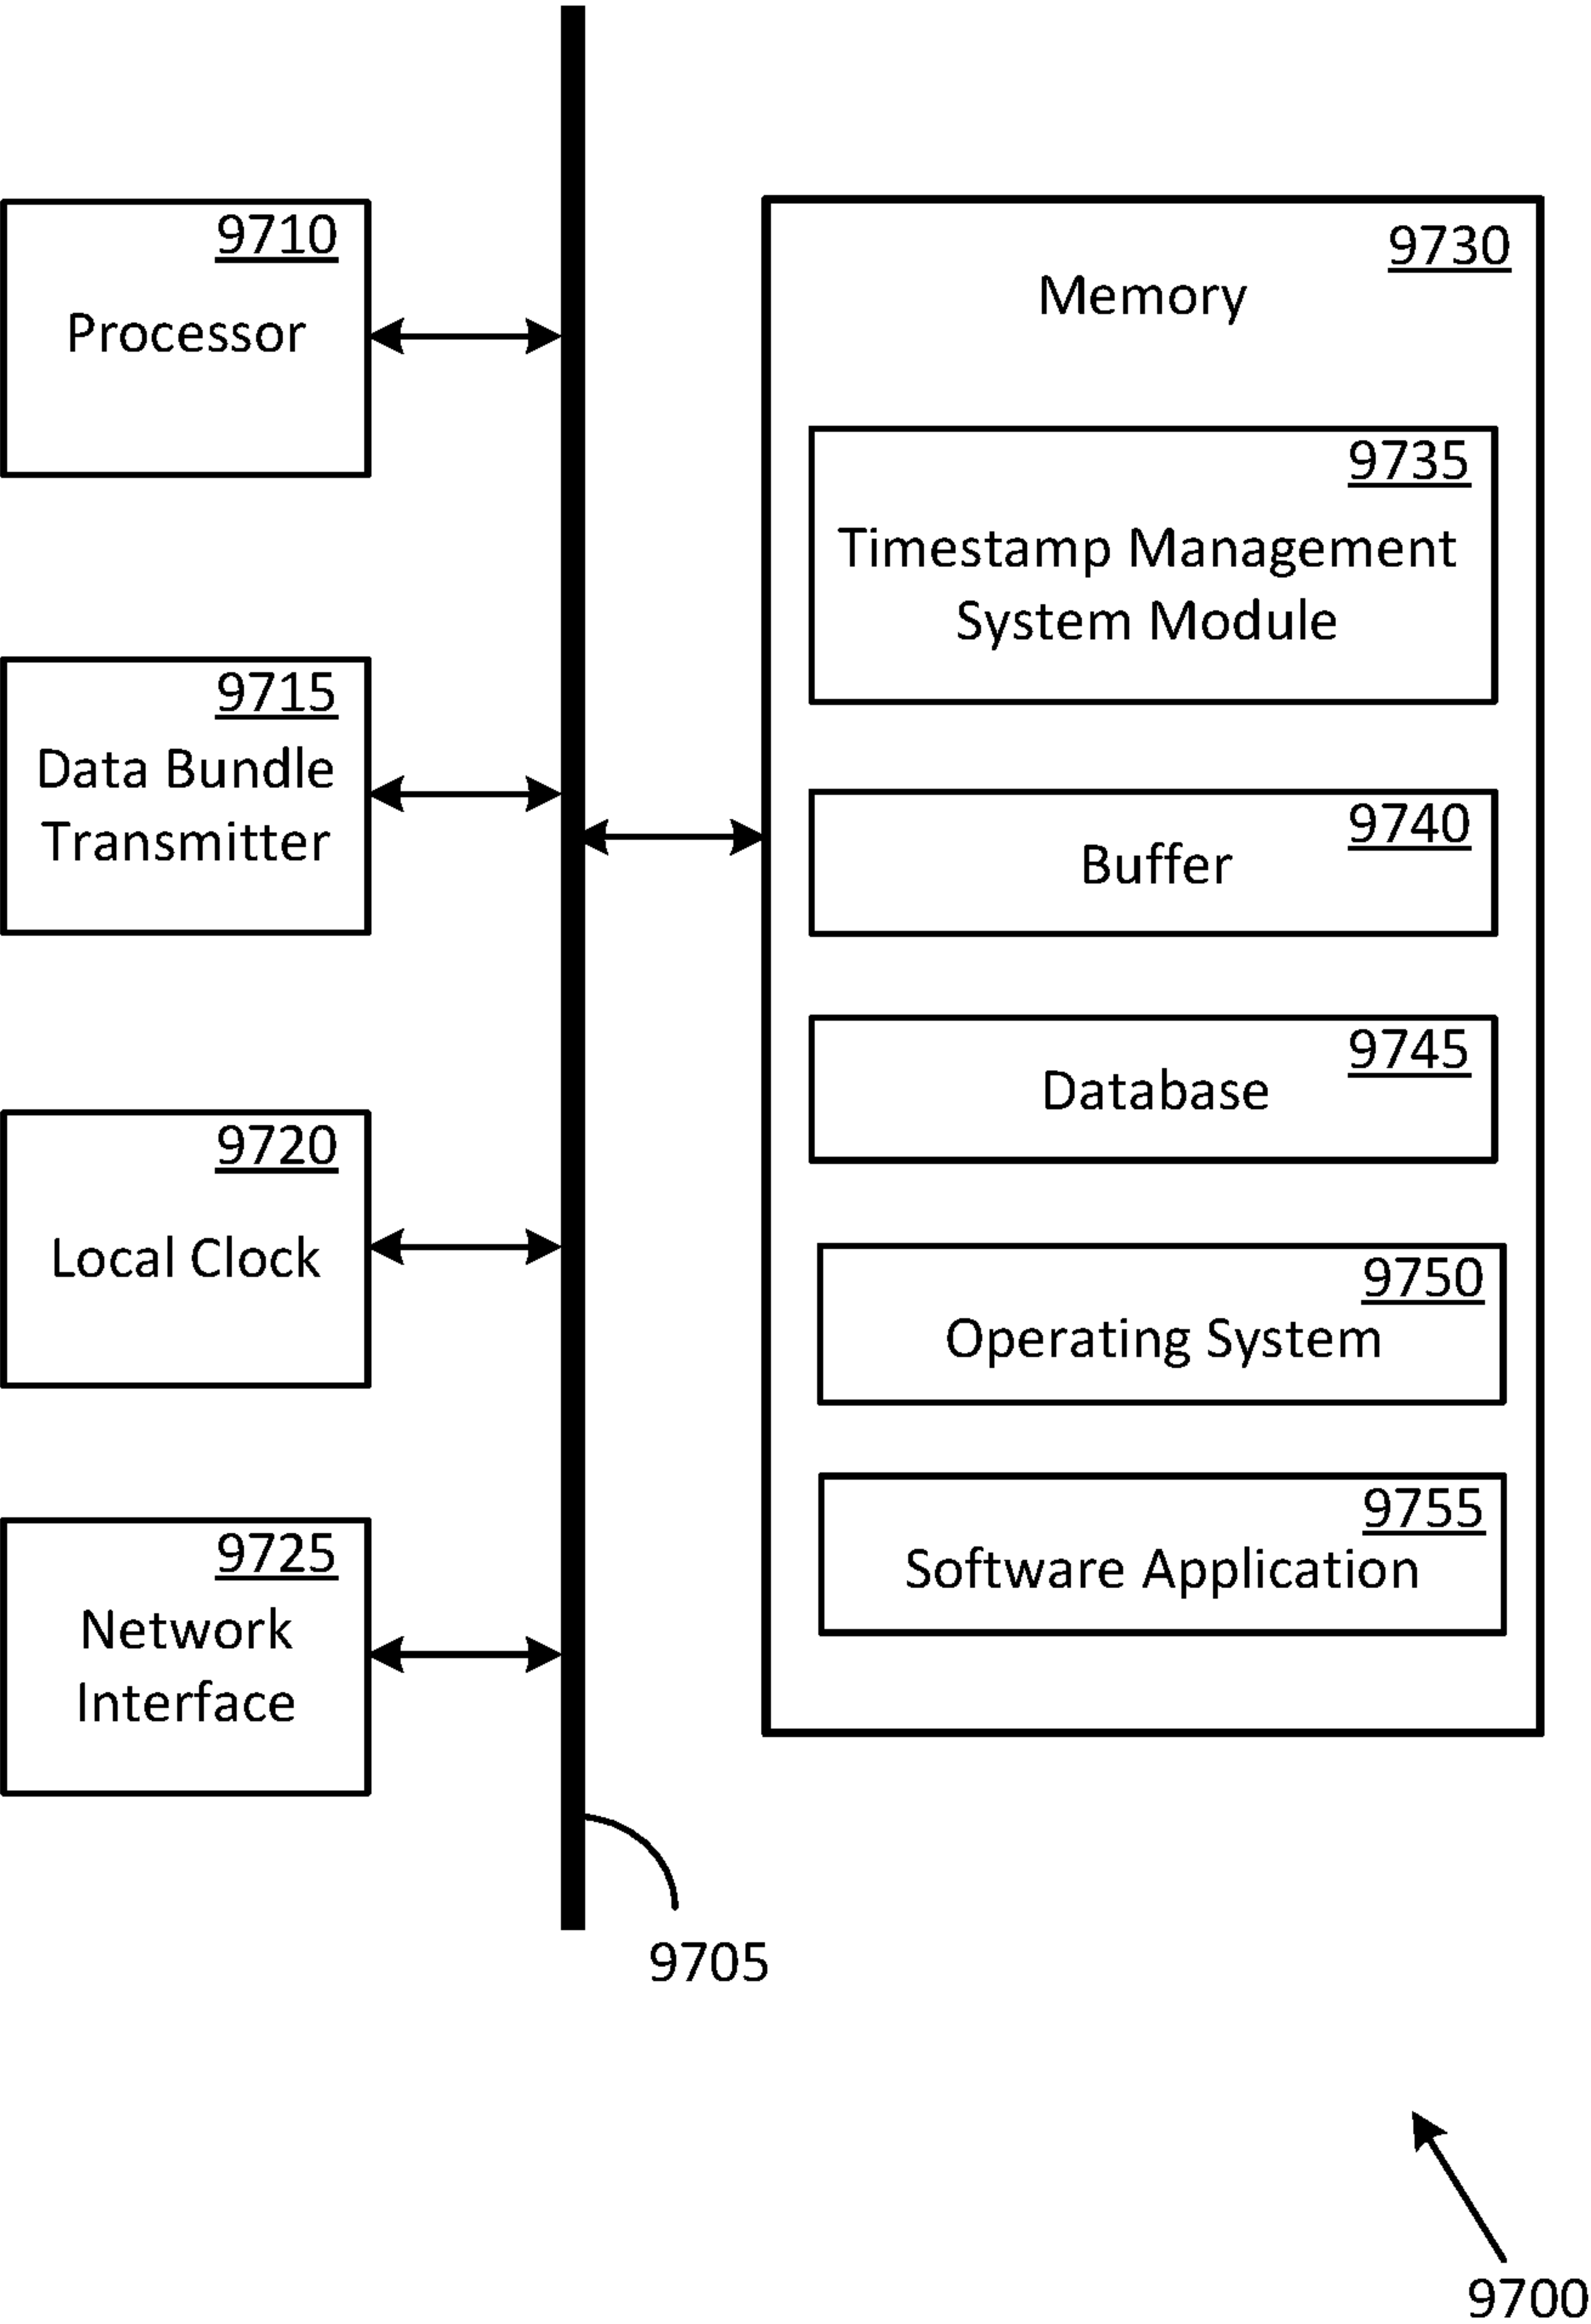 9710
Processor
9715
Data Bundle
Transmitter
9720
Local Clock
9725
Network
Interface
9730
Memory
9735
Timestamp Management
System Module
9740
Buffer
9745
Database
9750
Operating System
9755
Software Application
9705
9700